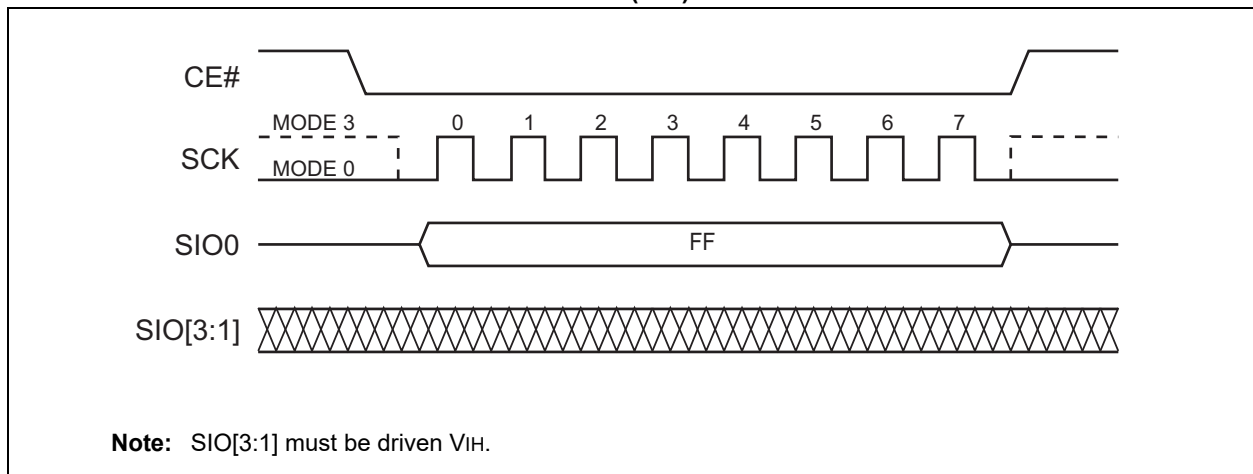 CE#
MODE 3 0 1 2 3 4 5 6 7
SCK
MODE 0
SIO0 FF
SIO[3:1]
Note: SIO[3:1] must be driven VIH.